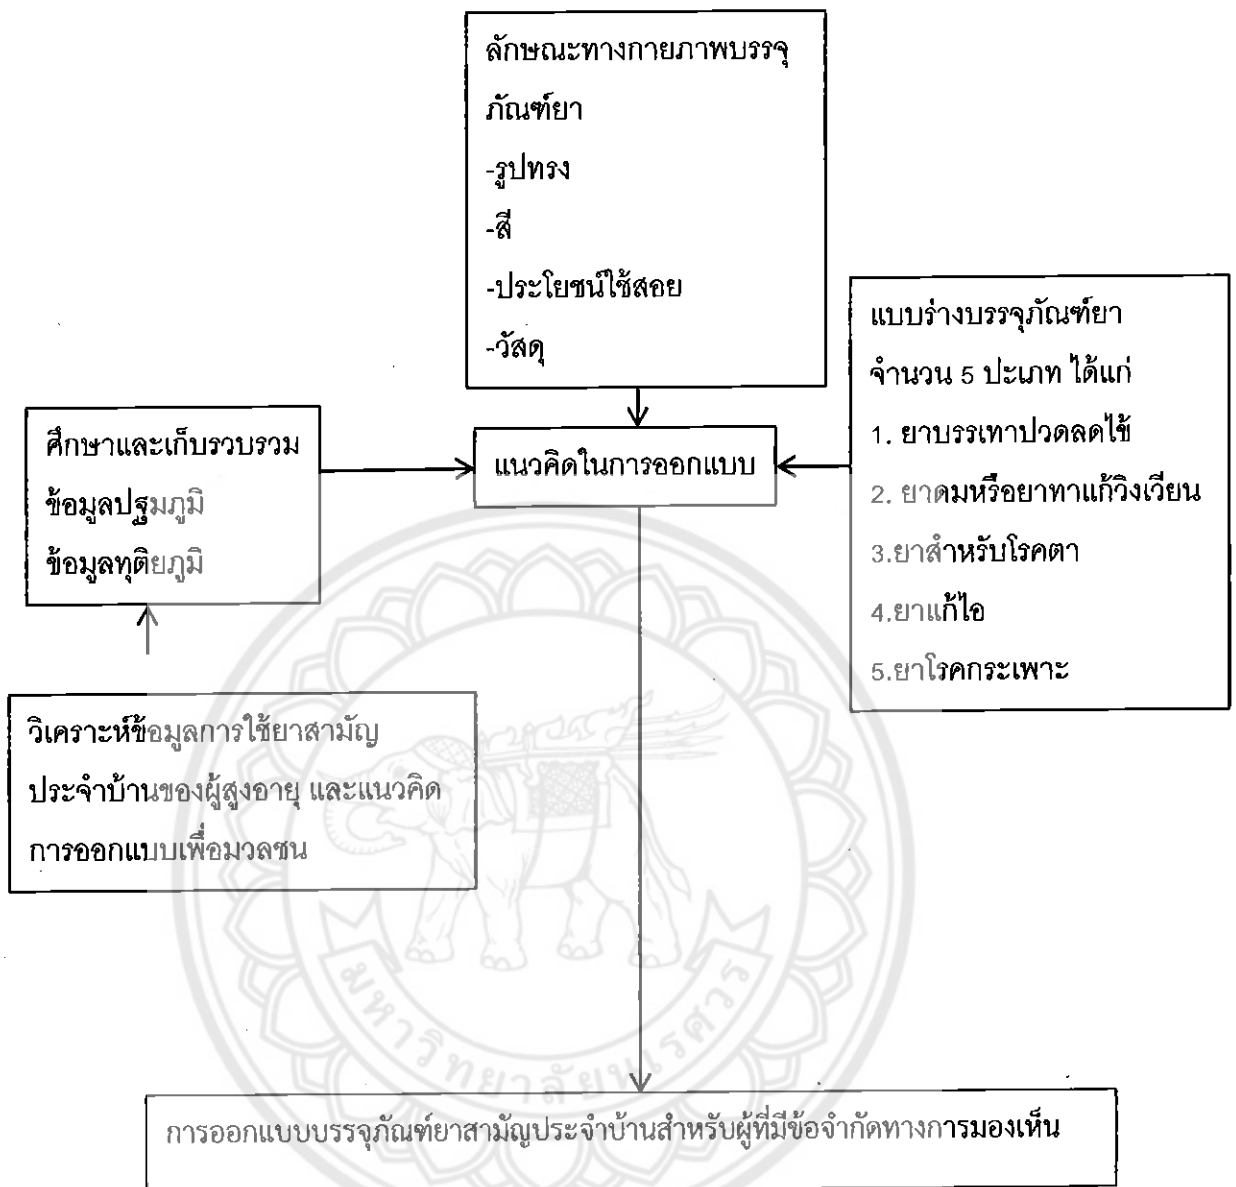 ลักษณะทางกายภาพบรรจุ
ภัณฑ์ยา
-รูปทรง
-สี
-ประโยชน์ใช้สอย
-วัสดุ
แบบร่างบรรจุภัณฑ์ยา
จำนวน 5 ปะเภท ได้แก่
1. ยาบรรเทาปวดลดไข้
2. ยาดมหรือยาทาแก้วิงเวียน
3.ยาสำหรับโรคตา
4.ยาแก้ไอ
5.ยาโรคกระเพาะ
ศึกษาและเก็บรวบรวม
ข้อมูลปฐมภูมิ
ข้อมูลทุติยภูมิ
แนวคิดในการออกแบบ
วิเคราะห์ข้อมูลการใช้ยาสามัญ
ประจำบ้านของผู้สูงอายุ และแนวคิด
การออกแบบเพื่อมวลชน
มหาวิทยาลัยนเรศวร
การออกแบบบรรจุภัณฑ์ยาสามัญประจำบ้านสำหรับผู้ที่มีข้อจำกัดทางการมองเห็น